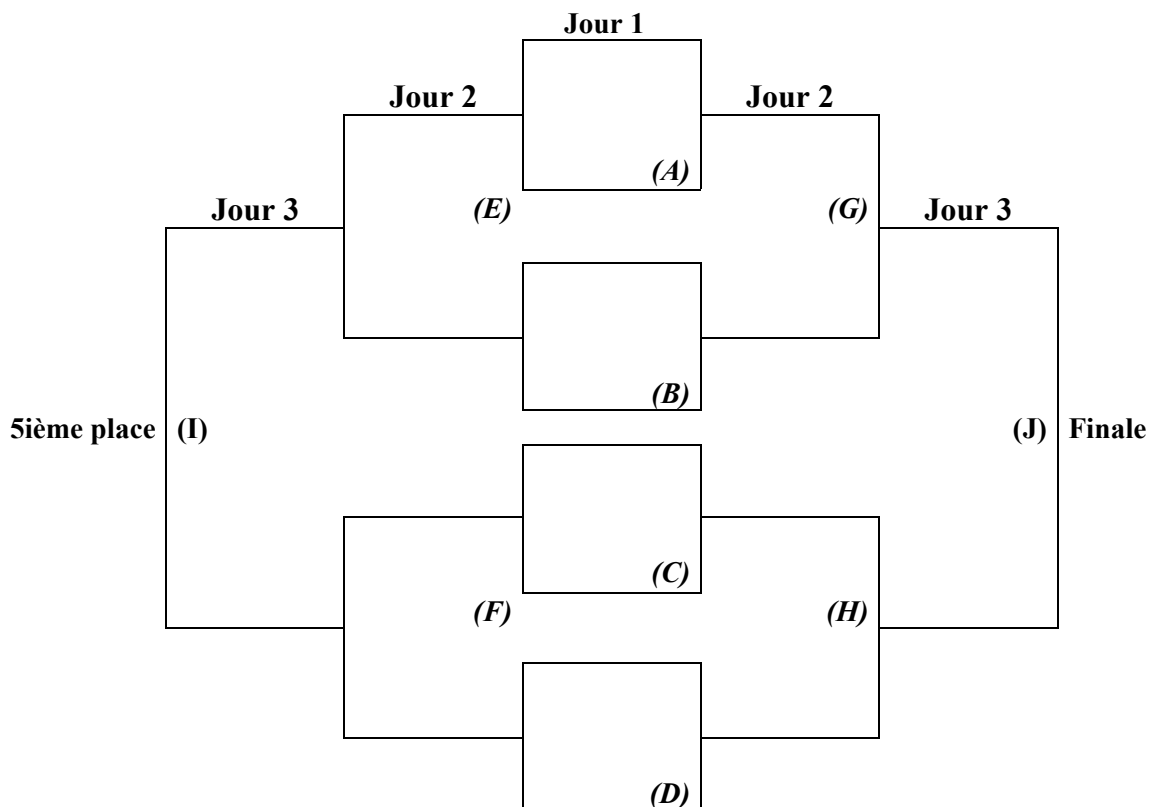 Jour 1
Jour 2
Jour 2
(A)
Jour 3
(E)
(G)
Jour 3
(B)
5ième place
(I)
(J)
Finale
(C)
(F)
(H)
(D)